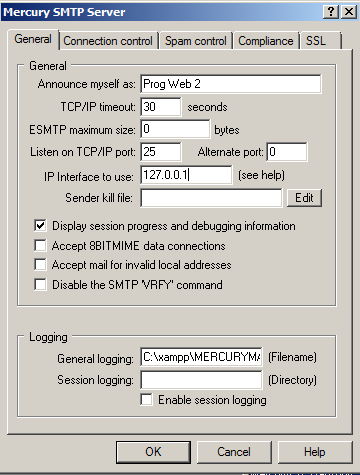 Mercury SMTP Server
General Connection control Spam control Compliance SSL
General
Announce myself as: Prog Web 2
TCP/IP timeout: 30 seconds
ESMTP maximum size: 0 bytes
Listen on TCP/IP port: 25 Alternate port: 0
IP Interface to use: 127.0.0.1 (see help)
Sender kill file: Edit
Display session progress and debugging information
Accept 8BITMIME data connections
Accept mail for invalid local addresses
Disable the SMTP 'VRFY' command
Logging
General logging: C:\xampp\MERCURYMA (Filename)
Session logging: (Directory)
Enable session logging
OK Cancel Help